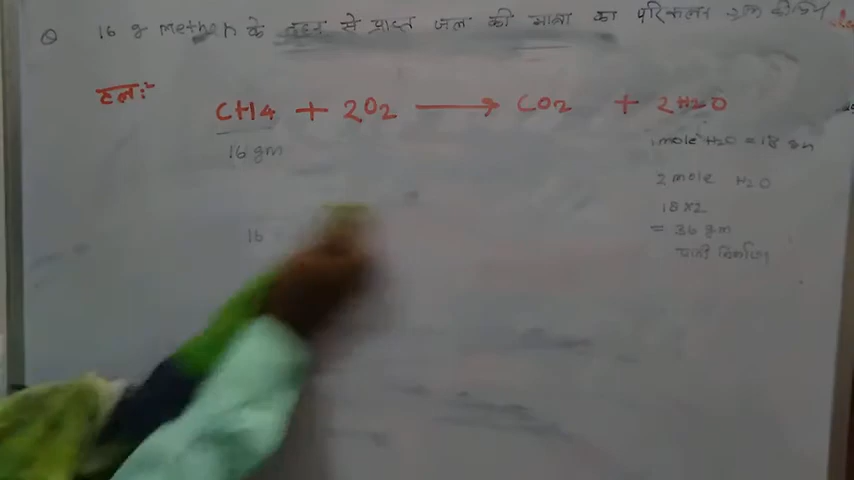 Q 16 g methen के दहन से प्राप्त जल की मात्रा का परिकलन
हल:-
CH4 + 2O2 → CO2 + 2H2O
16 gm
1 mole H2O = 18 gm
2 mole H2O
18 x 2
16
= 36 gm
पानी निर्माण